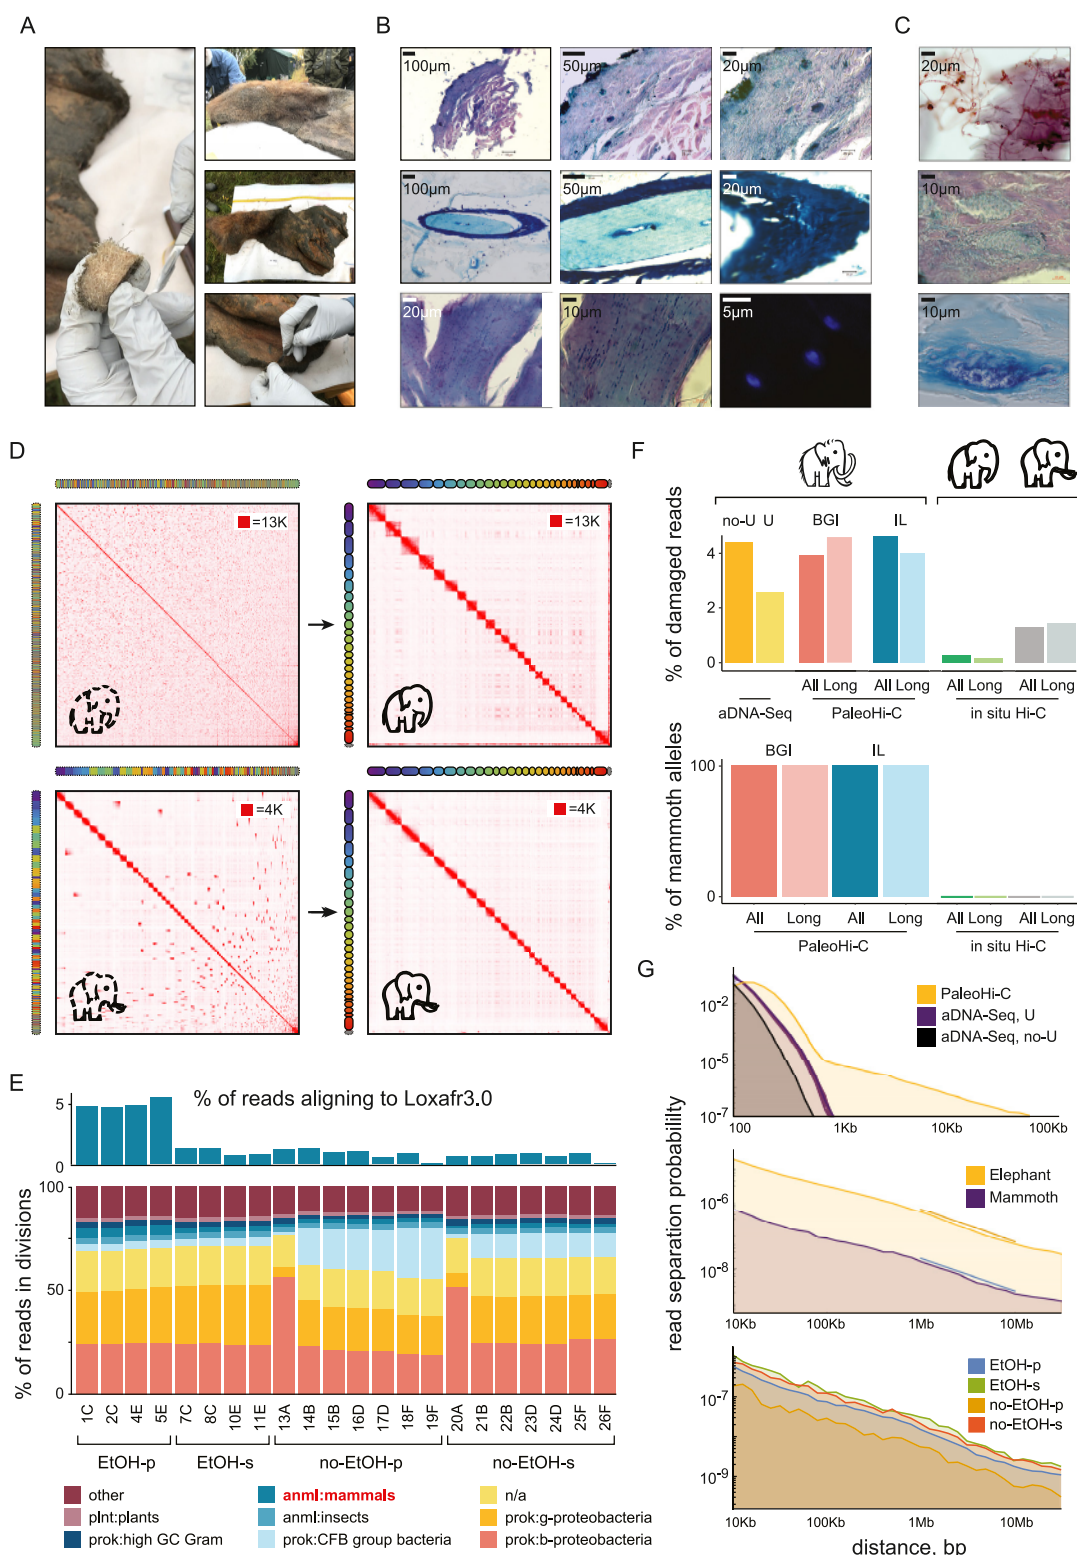 A
B
C
100µm
50µm
20µm
20µm
100µm
50µm
20µm
10µm
20µm
10µm
5µm
10µm
D
=13K
=13K
=4K
=4K
E
% of reads aligning to Loxafr3.0
5
0
% of reads in divisions
100
50
0
1C 2C 4E 5E 7C 8C 10E 11E 13A 14B 15B 16D 17D 18F 19F 20A 21B 22B 23D 24D 25F 26F
EtOH-p EtOH-s no-EtOH-p no-EtOH-s
other anml:mammals n/a
plnt:plants anml:insects prok:g-proteobacteria
prok:high GC Gram prok:CFB group bacteria prok:b-proteobacteria
F
no-U U BGI IL
% of damaged reads
4
2
0
All Long All Long All Long All Long
aDNA-Seq PaleoHi-C in situ Hi-C
BGI IL
% of mammoth alleles
100
0
All Long All Long All Long All Long
PaleoHi-C in situ Hi-C
G
read separation probability
PaleoHi-C
aDNA-Seq, U
aDNA-Seq, no-U
10-2
10-5
10-7
100 1Kb 10Kb 100Kb
Elephant
Mammoth
10-6
10-8
10Kb 100Kb 1Mb 10Mb
EtOH-p
EtOH-s
no-EtOH-p
no-EtOH-s
10-7
10-9
10Kb 100Kb 1Mb 10Mb
distance, bp